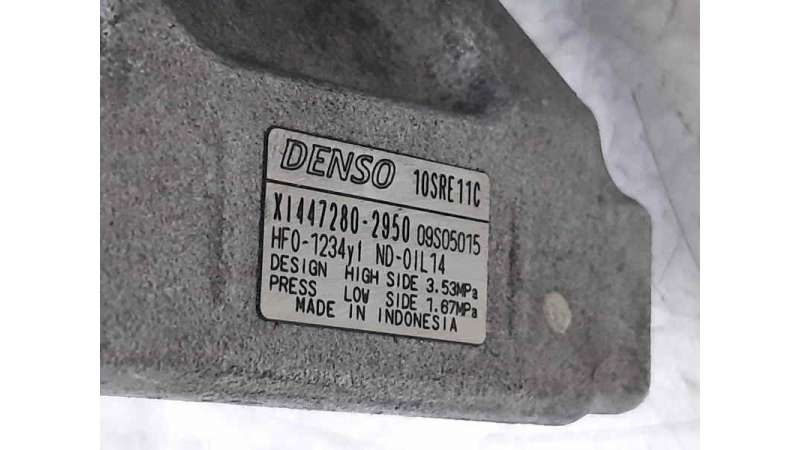 DENSO 10SRE11C
XI447280-2950 09S05015
HFO-1234yf ND-OIL14
DESIGN HIGH SIDE 3.53MPa
PRESS LOW SIDE 1.67MPa
MADE IN INDONESIA